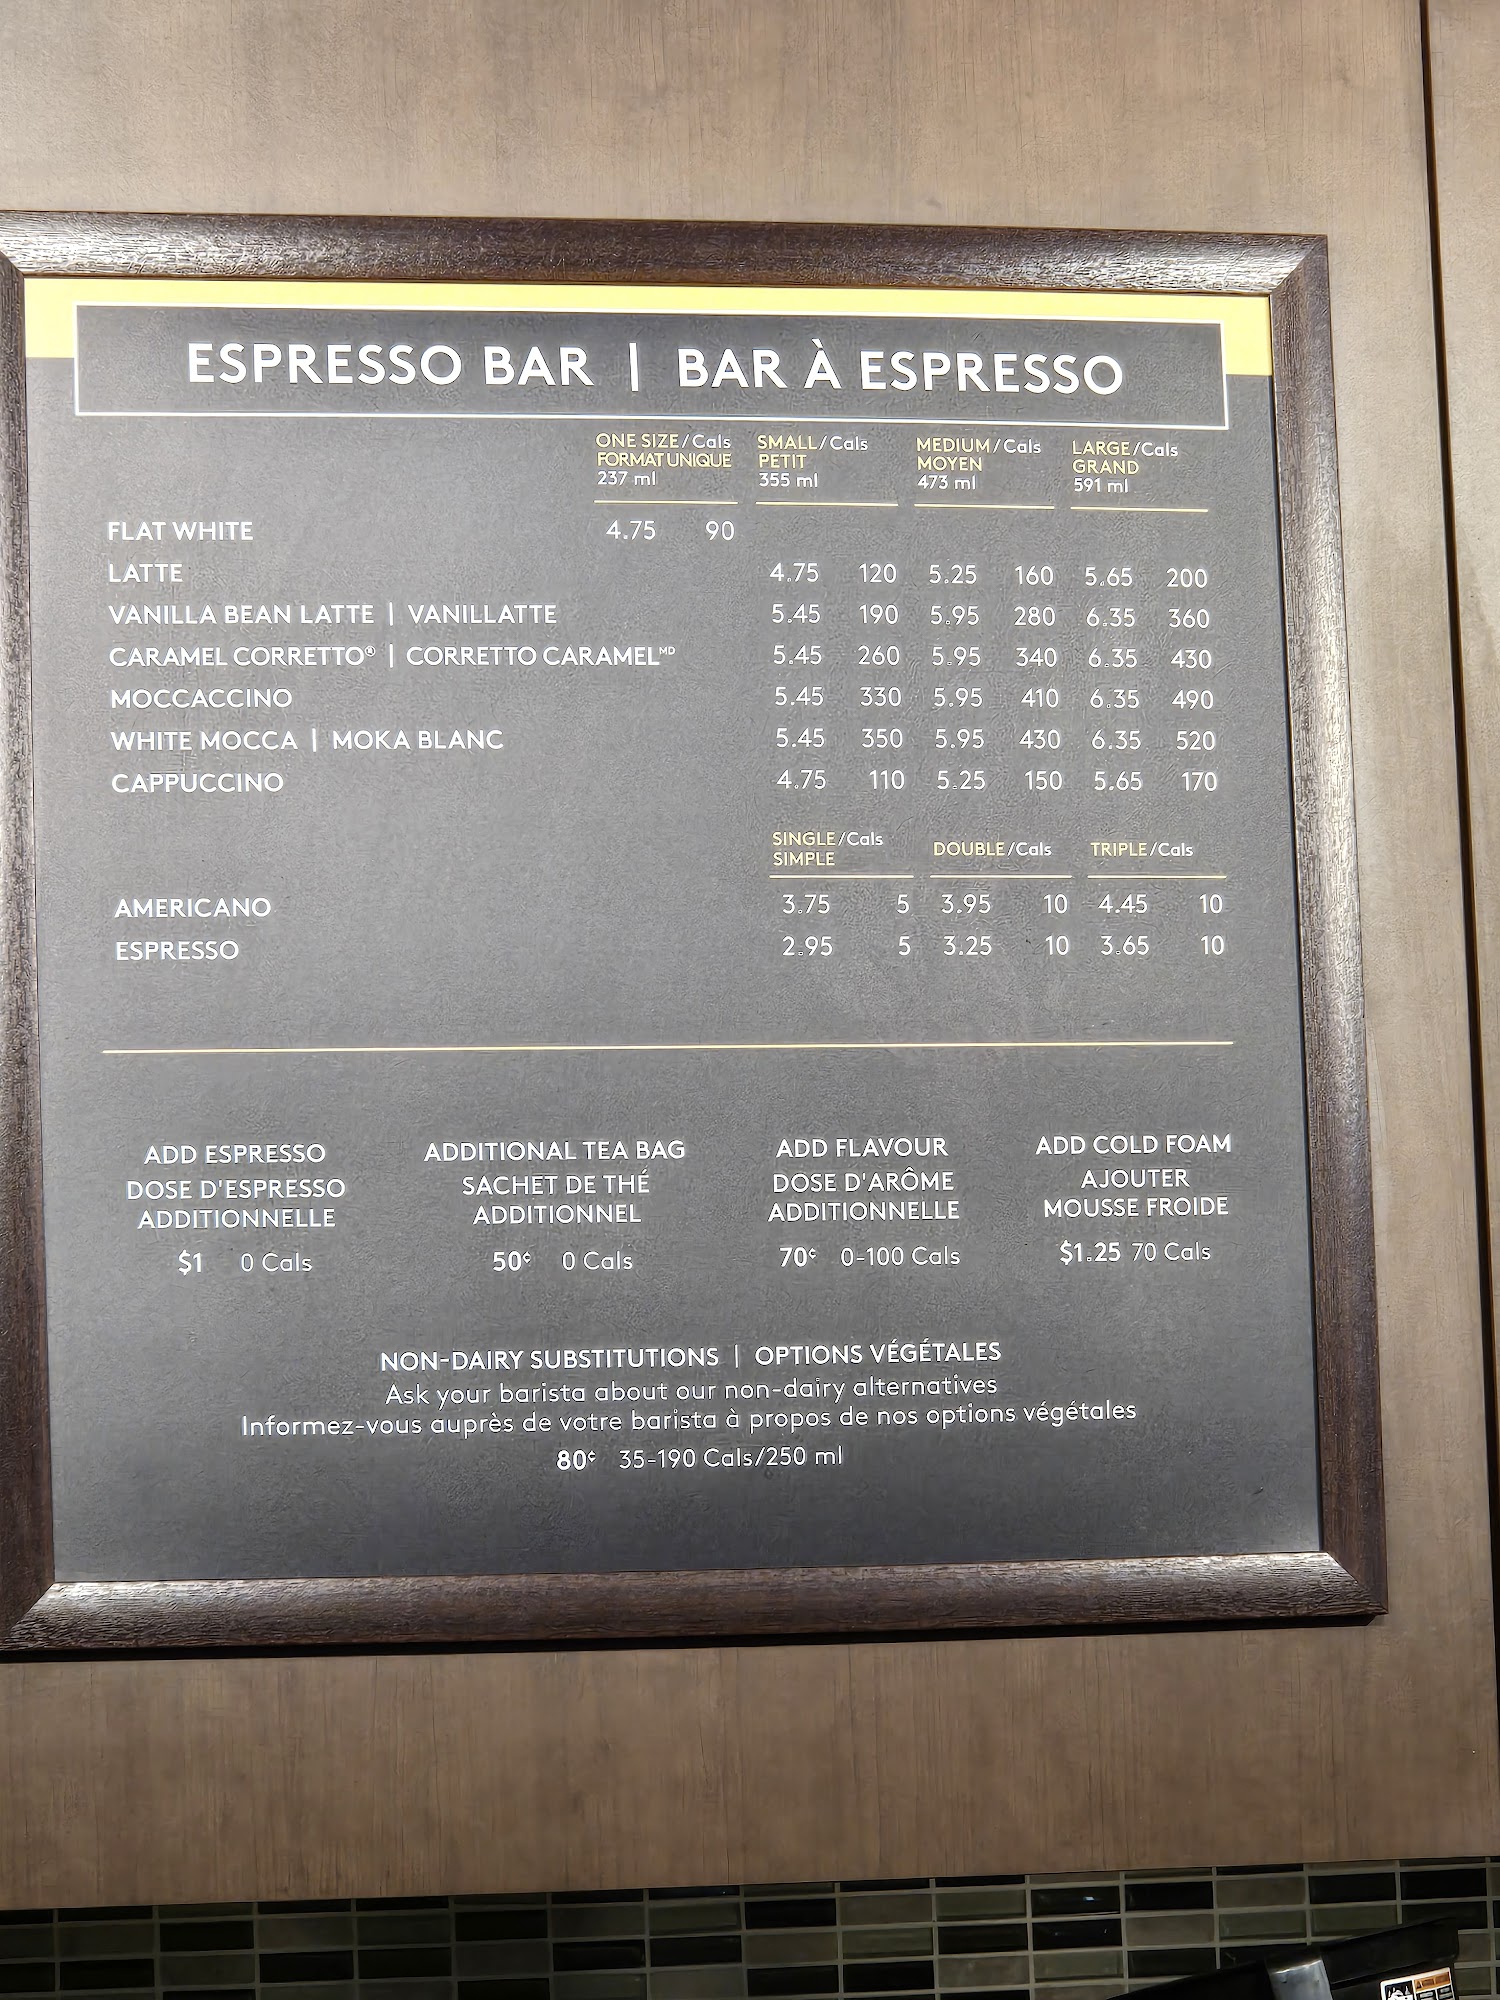 ESPRESSO BAR | BAR À ESPRESSO
ONE SIZE/Cals SMALL/Cals MEDIUM/Cals LARGE/Cals
FORMAT UNIQUE PETIT MOYEN GRAND
237 ml 355 ml 473 ml 591 ml
FLAT WHITE 4.75 90
LATTE 4.75 120 5.25 160 5.65 200
VANILLA BEAN LATTE | VANILLATTE 5.45 190 5.95 280 6.35 360
CARAMEL CORRETTO® | CORRETTO CARAMELᴹᴰ 5.45 260 5.95 340 6.35 430
MOCCACCINO 5.45 330 5.95 410 6.35 490
WHITE MOCCA | MOKA BLANC 5.45 350 5.95 430 6.35 520
CAPPUCCINO 4.75 110 5.25 150 5.65 170
SINGLE/Cals DOUBLE/Cals TRIPLE/Cals
SIMPLE
AMERICANO 3.75 5 3.95 10 4.45 10
ESPRESSO 2.95 5 3.25 10 3.65 10
ADD ESPRESSO
DOSE D'ESPRESSO
ADDITIONNELLE
$1 0 Cals
ADDITIONAL TEA BAG
SACHET DE THÉ
ADDITIONNEL
50¢ 0 Cals
ADD FLAVOUR
DOSE D'ARÔME
ADDITIONNELLE
70¢ 0-100 Cals
ADD COLD FOAM
AJOUTER
MOUSSE FROIDE
$1.25 70 Cals
NON-DAIRY SUBSTITUTIONS | OPTIONS VÉGÉTALES
Ask your barista about our non-dairy alternatives
Informez-vous auprès de votre barista à propos de nos options végétales
80¢ 35-190 Cals/250 ml